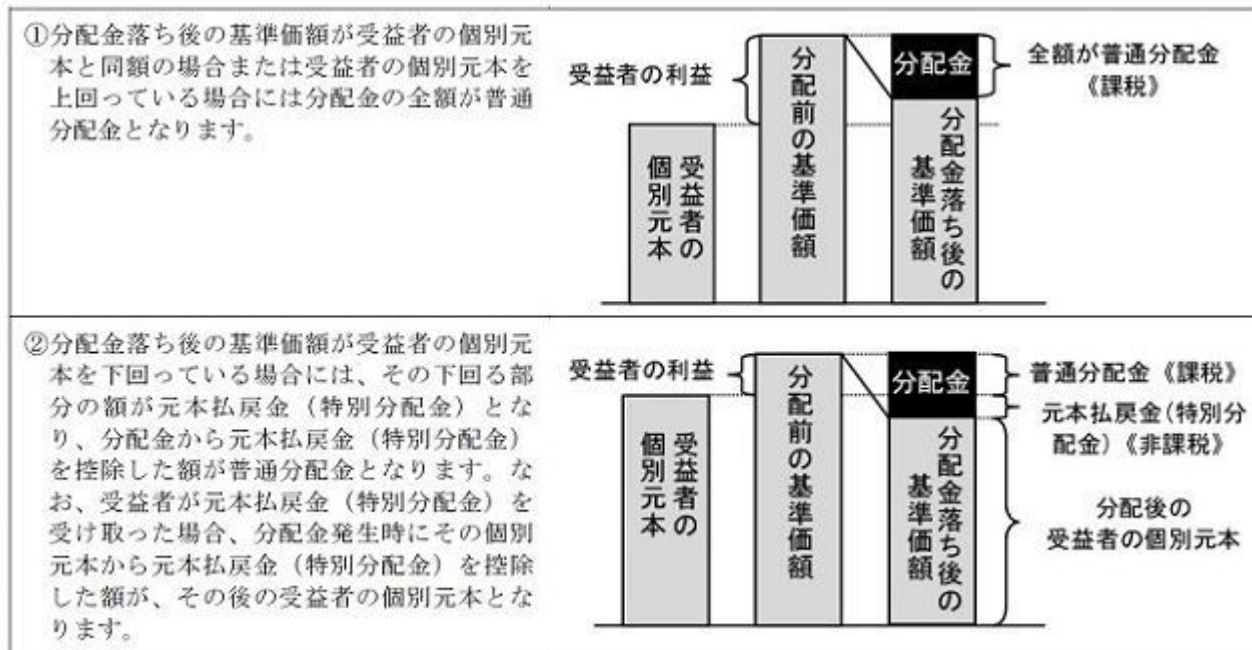 ①分配金落ち後の基準価額が受益者の個別元
本と同額の場合または受益者の個別元本を
上回っている場合には分配金の全額が普通
分配金となります。
受益者の利益
受益者の
個別元本
分配前の基準価額
分配金
分配金落ち後の
基準価額
全額が普通分配金
《課税》
②分配金落ち後の基準価額が受益者の個別元
本を下回っている場合には、その下回る部
分の額が元本払戻金（特別分配金）とな
り、分配金から元本払戻金（特別分配金）
を控除した額が普通分配金となります。な
お、受益者が元本払戻金（特別分配金）を
受け取った場合、分配金発生時にその個別
元本から元本払戻金（特別分配金）を控除
した額が、その後の受益者の個別元本とな
ります。
受益者の利益
受益者の
個別元本
分配前の基準価額
分配金
分配金落ち後の
基準価額
普通分配金《課税》
元本払戻金(特別分
配金)《非課税》
分配後の
受益者の個別元本